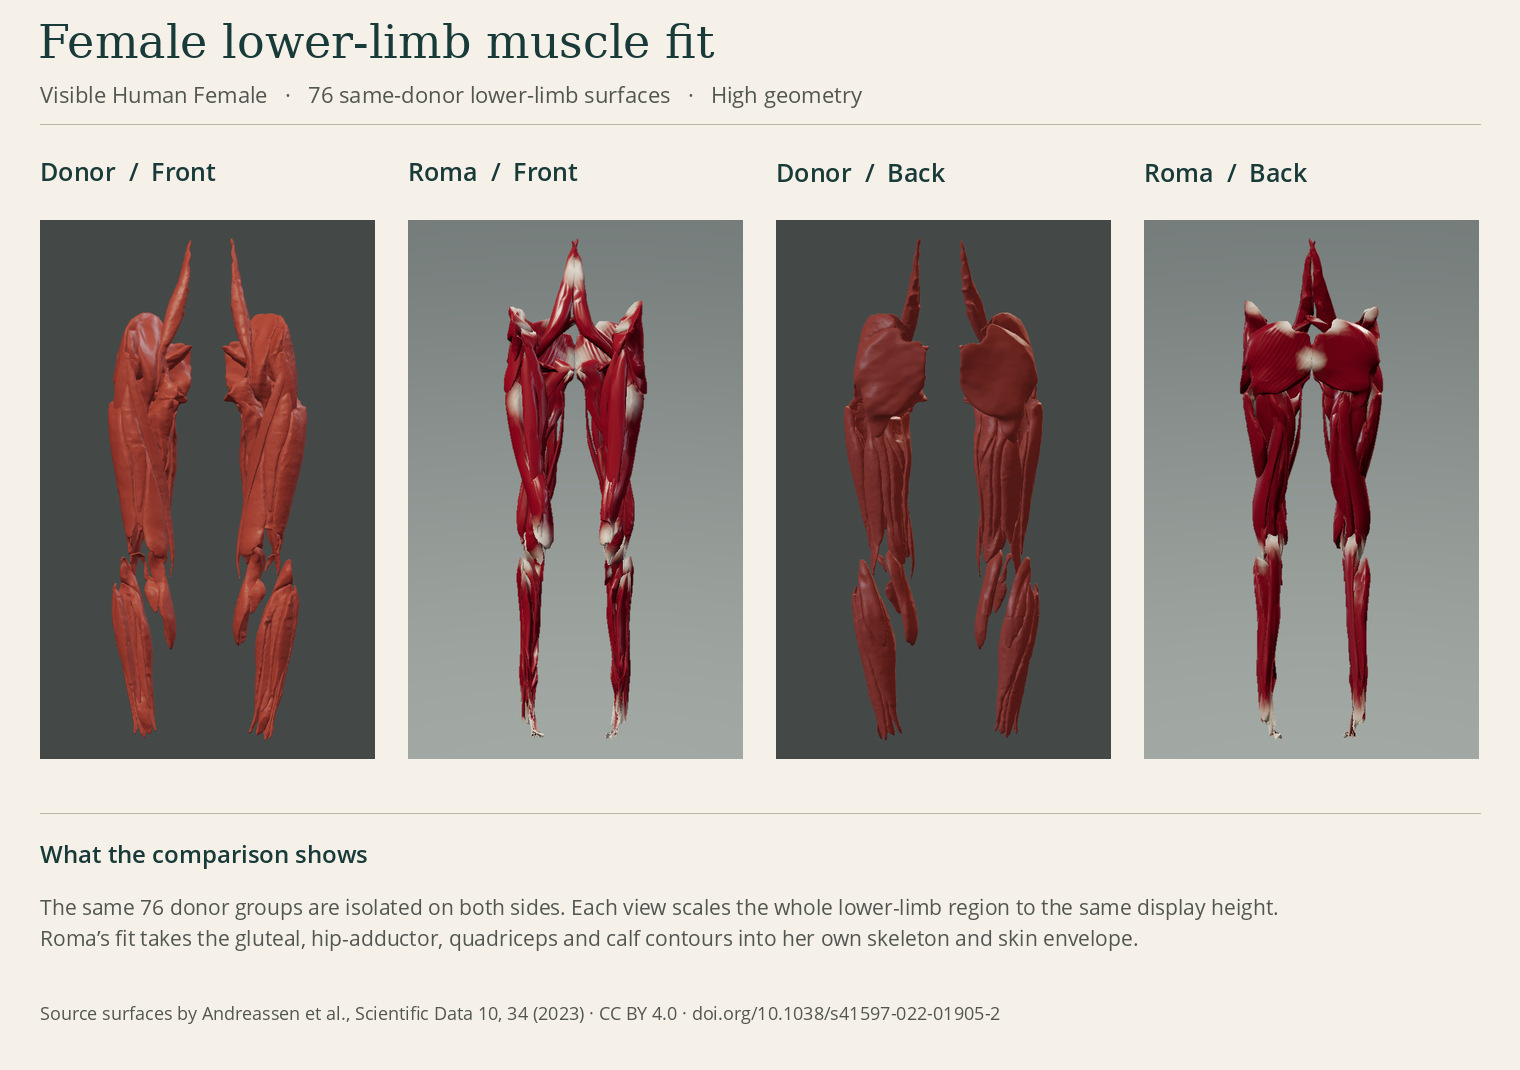 Female lower-limb muscle fit
Visible Human Female · 76 same-donor lower-limb surfaces · High geometry
Donor / Front
Roma / Front
Donor / Back
Roma / Back
What the comparison shows
The same 76 donor groups are isolated on both sides. Each view scales the whole lower-limb region to the same display height.
Roma’s fit takes the gluteal, hip-adductor, quadriceps and calf contours into her own skeleton and skin envelope.
Source surfaces by Andreassen et al., Scientific Data 10, 34 (2023) · CC BY 4.0 · doi.org/10.1038/s41597-022-01905-2